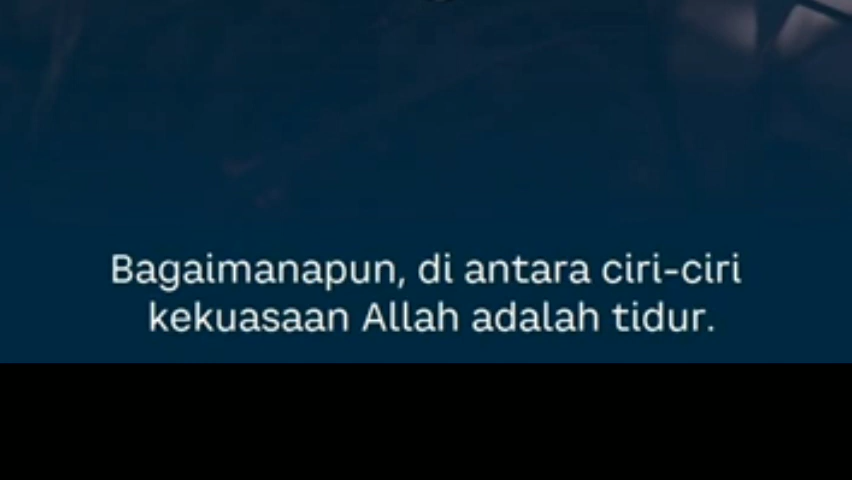 Bagaimanapun, di antara ciri-ciri
kekuasaan Allah adalah tidur.